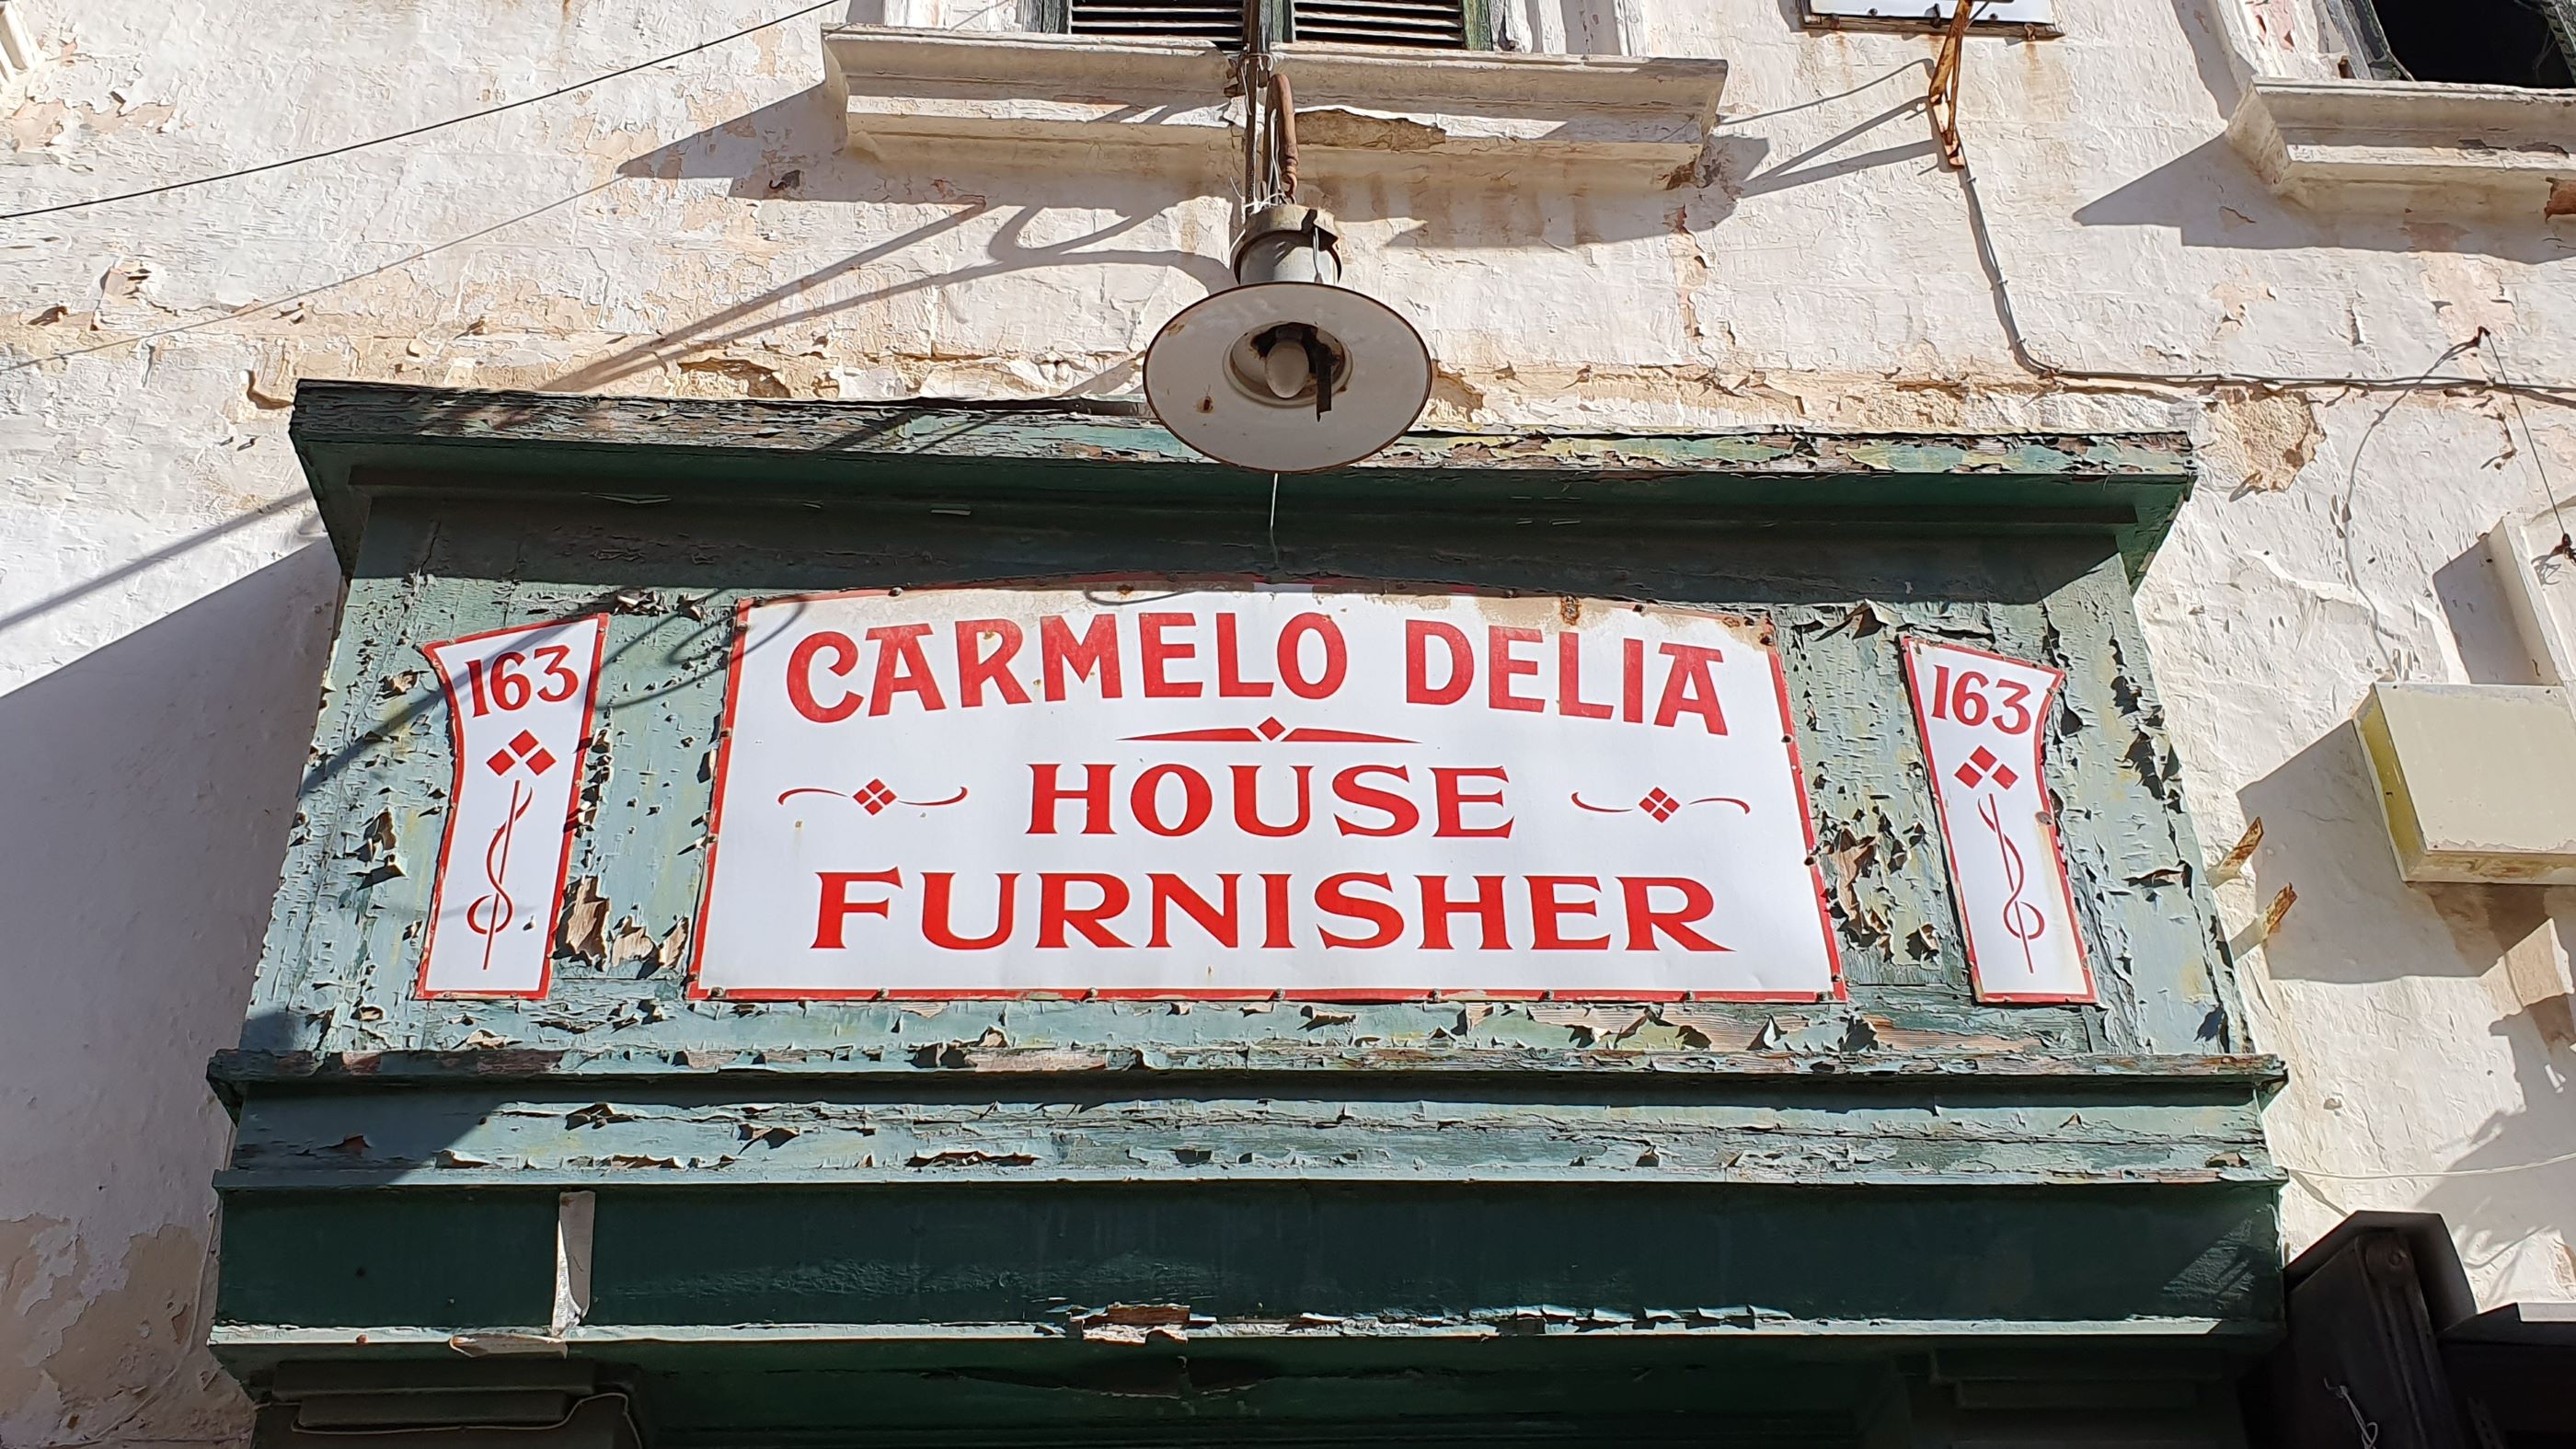 163
CARMELO DELIA
HOUSE
FURNISHER
163